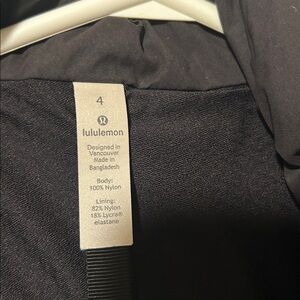 4
lululemon
Designed in
Vancouver
Made in
Bangladesh
Body:
100% Nylon
Lining:
82% Nylon
18% Lycra®
elastane